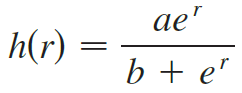 h(r) = ae^r / (b + e^r)